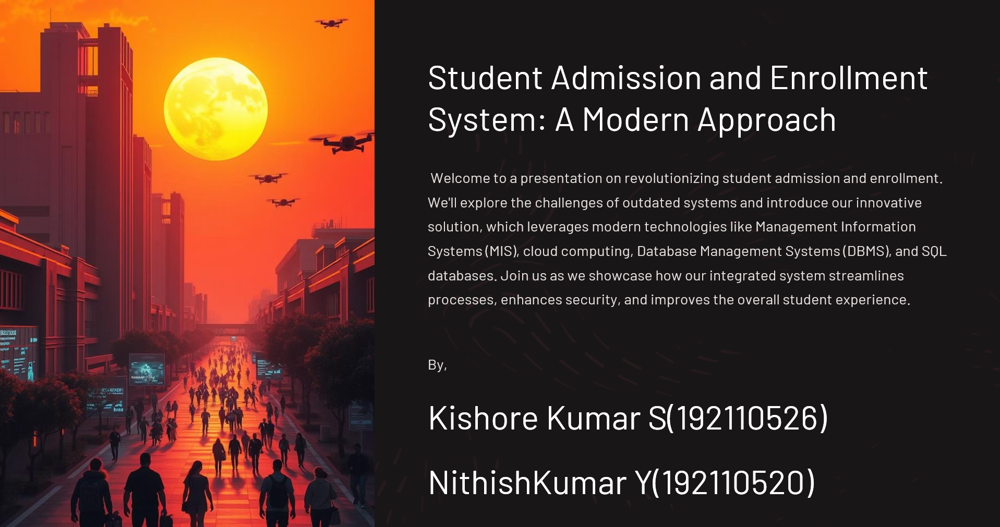 Student Admission and Enrollment
System: A Modern Approach
Welcome to a presentation on revolutionizing student admission and enrollment.
We'll explore the challenges of outdated systems and introduce our innovative
solution, which leverages modern technologies like Management Information
Systems (MIS), cloud computing, Database Management Systems (DBMS), and SQL
databases. Join us as we showcase how our integrated system streamlines
processes, enhances security, and improves the overall student experience.
By,
Kishore Kumar S(192110526)
NithishKumar Y(192110520)